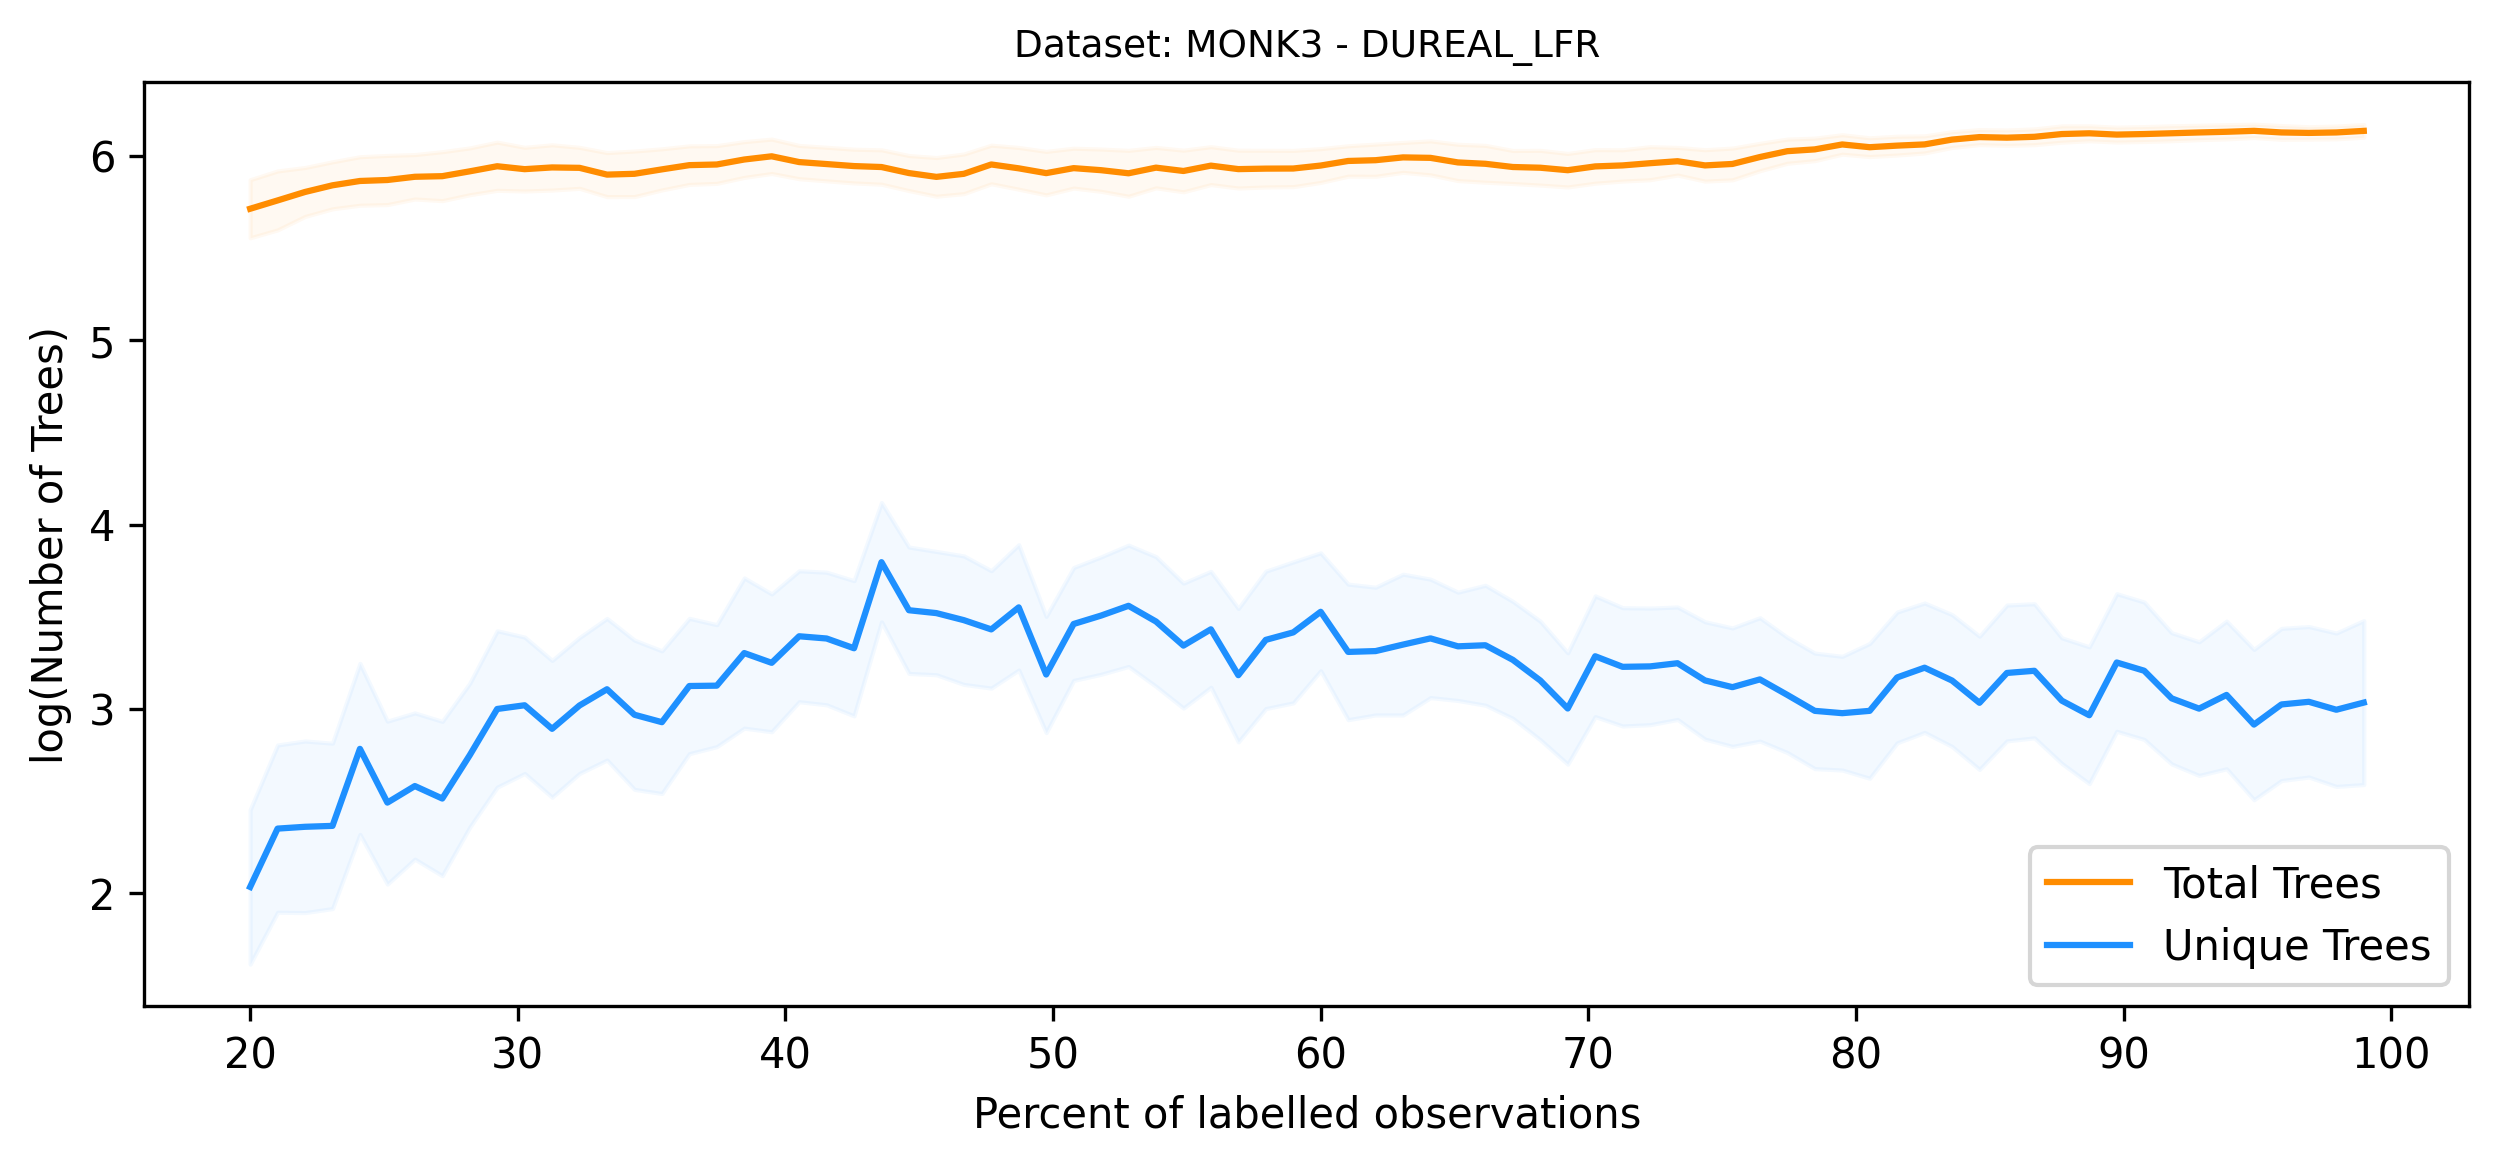 Dataset: MONK3 - DUREAL_LFR
log(Number of Trees)
6
5
4
3
2
Total Trees
Unique Trees
20 30 40 50 60 70 80 90 100
Percent of labelled observations